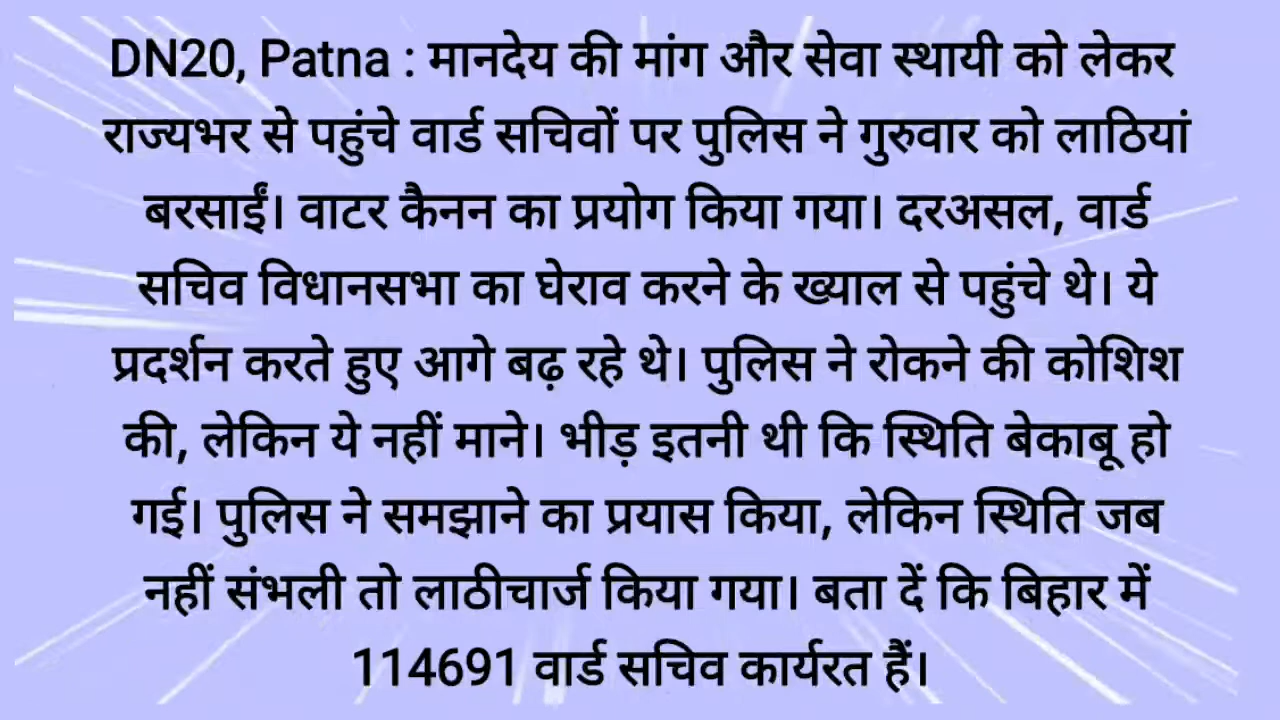 DN20, Patna : मानदेय की मांग और सेवा स्थायी को लेकर
राज्यभर से पहुंचे वार्ड सचिवों पर पुलिस ने गुरुवार को लाठियां
बरसाईं। वाटर कैनन का प्रयोग किया गया। दरअसल, वार्ड
सचिव विधानसभा का घेराव करने के ख्याल से पहुंचे थे। ये
प्रदर्शन करते हुए आगे बढ़ रहे थे। पुलिस ने रोकने की कोशिश
की, लेकिन ये नहीं माने। भीड़ इतनी थी कि स्थिति बेकाबू हो
गई। पुलिस ने समझाने का प्रयास किया, लेकिन स्थिति जब
नहीं संभली तो लाठीचार्ज किया गया। बता दें कि बिहार में
114691 वार्ड सचिव कार्यरत हैं।